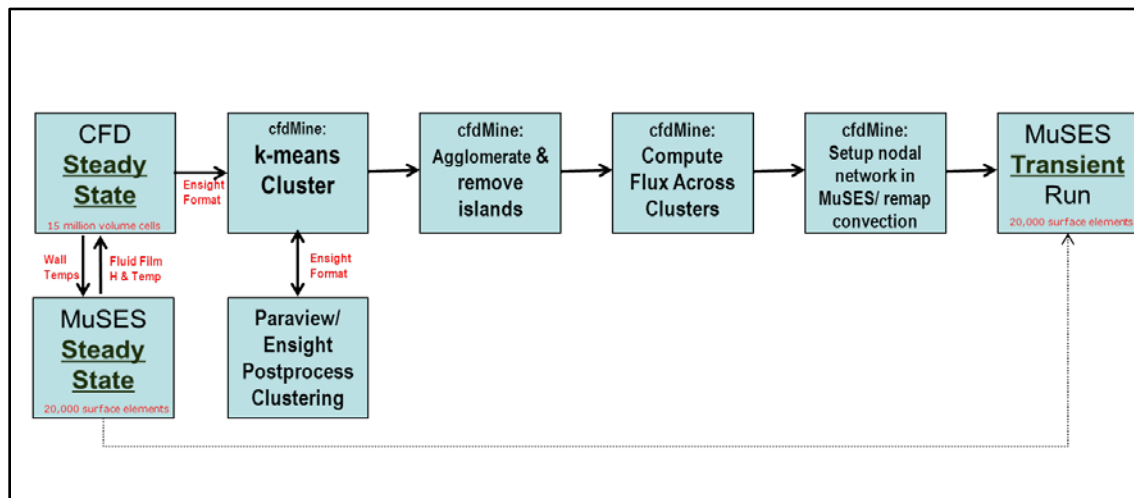 CFD
Steady
State
15 million volume cells
Ensight
Format
cfdMine:
k-means
Cluster
cfdMine:
Agglomerate &
remove
islands
cfdMine:
Compute
Flux Across
Clusters
cfdMine:
Setup nodal
network in
MuSES/ remap
convection
MuSES
Transient
Run
20,000 surface elements
Wall
Temps
Fluid Film
H & Temp
Ensight
Format
MuSES
Steady
State
20,000 surface elements
Paraview/
Ensight
Postprocess
Clustering